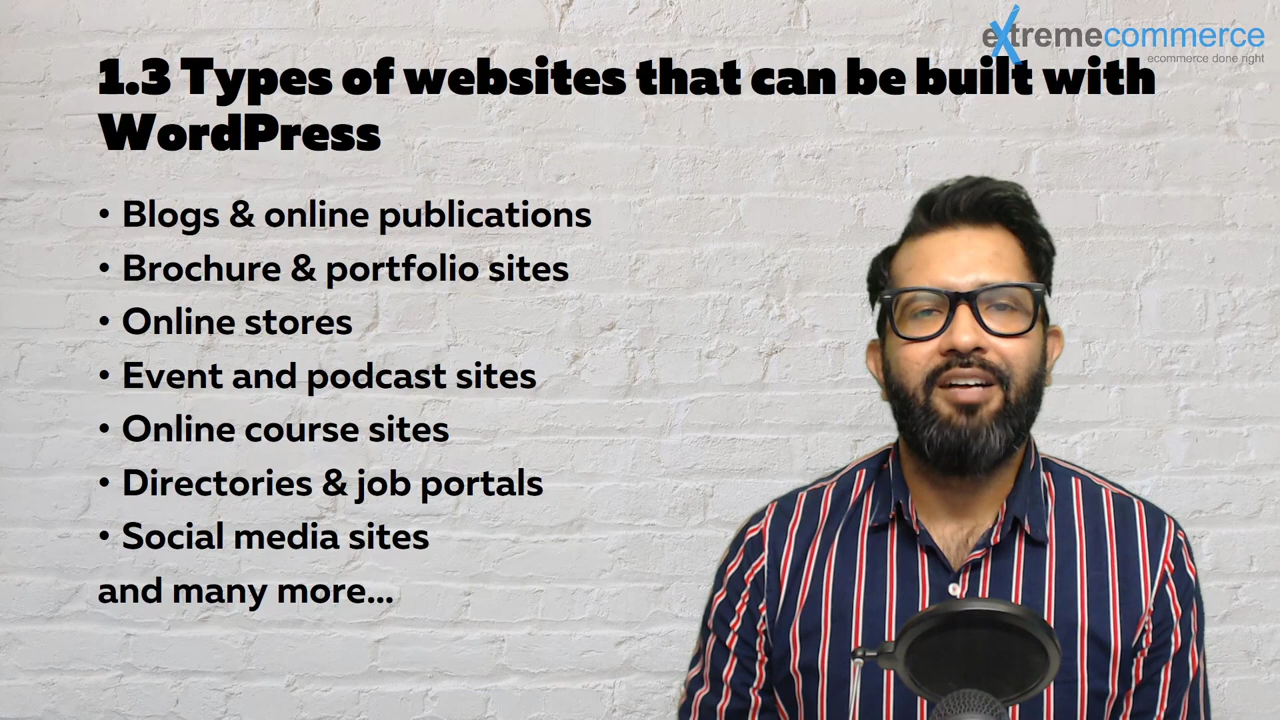 extremecommerce
ecommerce done right
1.3 Types of websites that can be built with
WordPress
• Blogs & online publications
• Brochure & portfolio sites
• Online stores
• Event and podcast sites
• Online course sites
• Directories & job portals
• Social media sites
and many more...